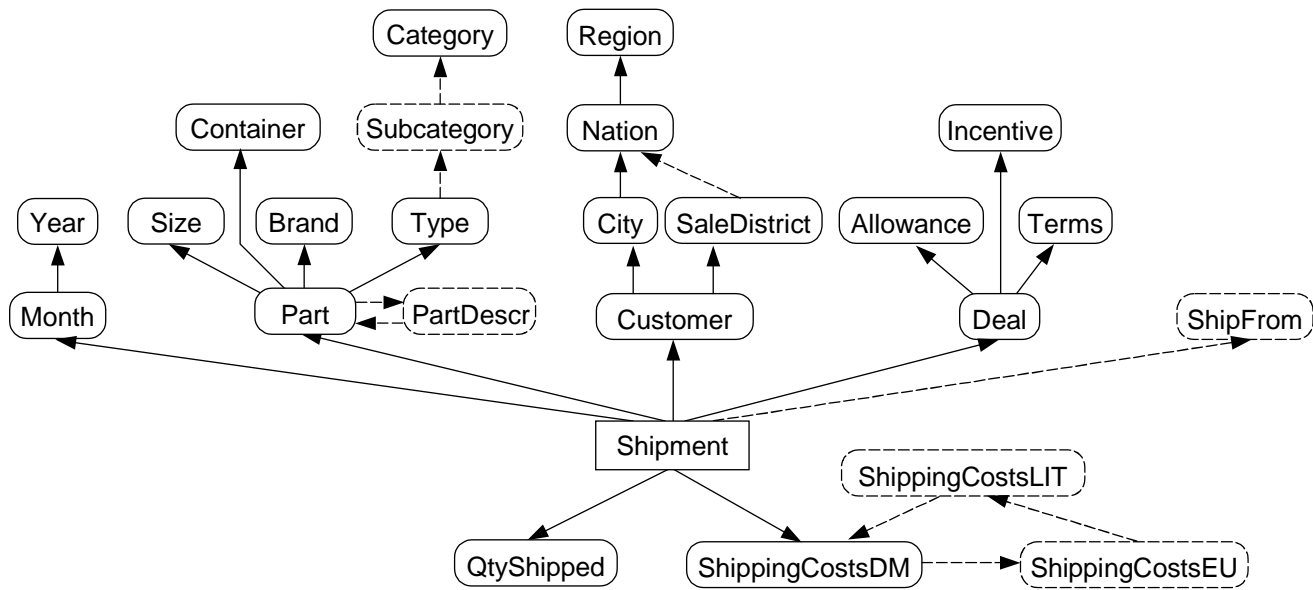 Category
Region
Container
Subcategory
Nation
Incentive
Year
Size
Brand
Type
City
SaleDistrict
Allowance
Terms
Month
Part
PartDescr
Customer
Deal
ShipFrom
Shipment
ShippingCostsLIT
QtyShipped
ShippingCostsDM
ShippingCostsEU